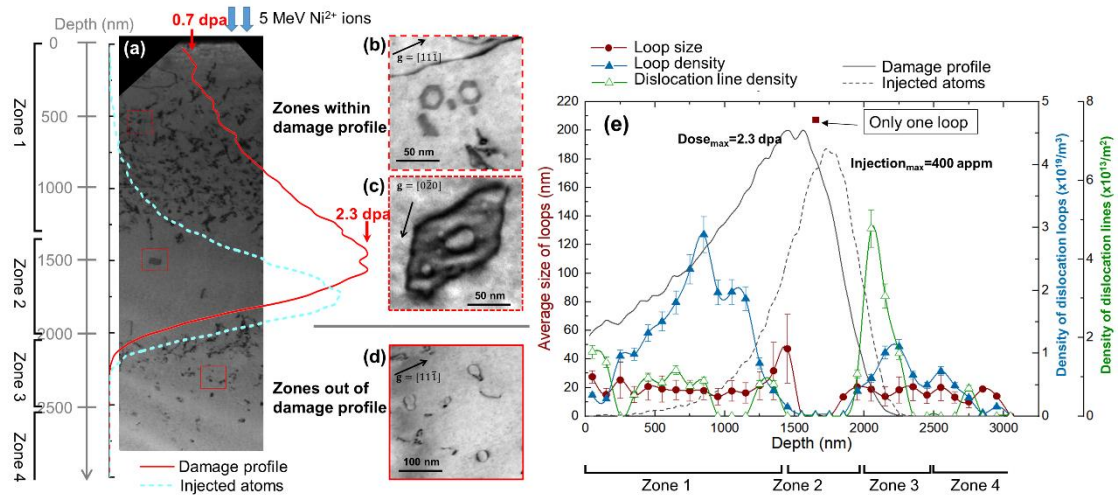 Depth (nm)
0.7 dpa
5 MeV Ni²⁺ ions
0
500
1000
1500
2000
2500
Zone 1
Zone 2
Zone 3
Zone 4
(a)
2.3 dpa
Damage profile
Injected atoms
Zones within
damage profile
Zones out of
damage profile
(b)
g = [111̄]
50 nm
(c)
g = [02̄0]
50 nm
(d)
g = [111̄]
100 nm
Loop size
Loop density
Dislocation line density
Damage profile
Injected atoms
(e)
Dose_max=2.3 dpa
Only one loop
Injection_max=400 appm
Average size of loops (nm)
220
200
180
160
140
120
100
80
60
40
20
0
0 500 1000 1500 2000 2500 3000
Depth (nm)
5
4
3
2
1
0
Density of dislocation loops (x10¹⁹/m³)
8
6
4
2
0
Density of dislocation lines (x10¹³/m²)
Zone 1 Zone 2 Zone 3 Zone 4